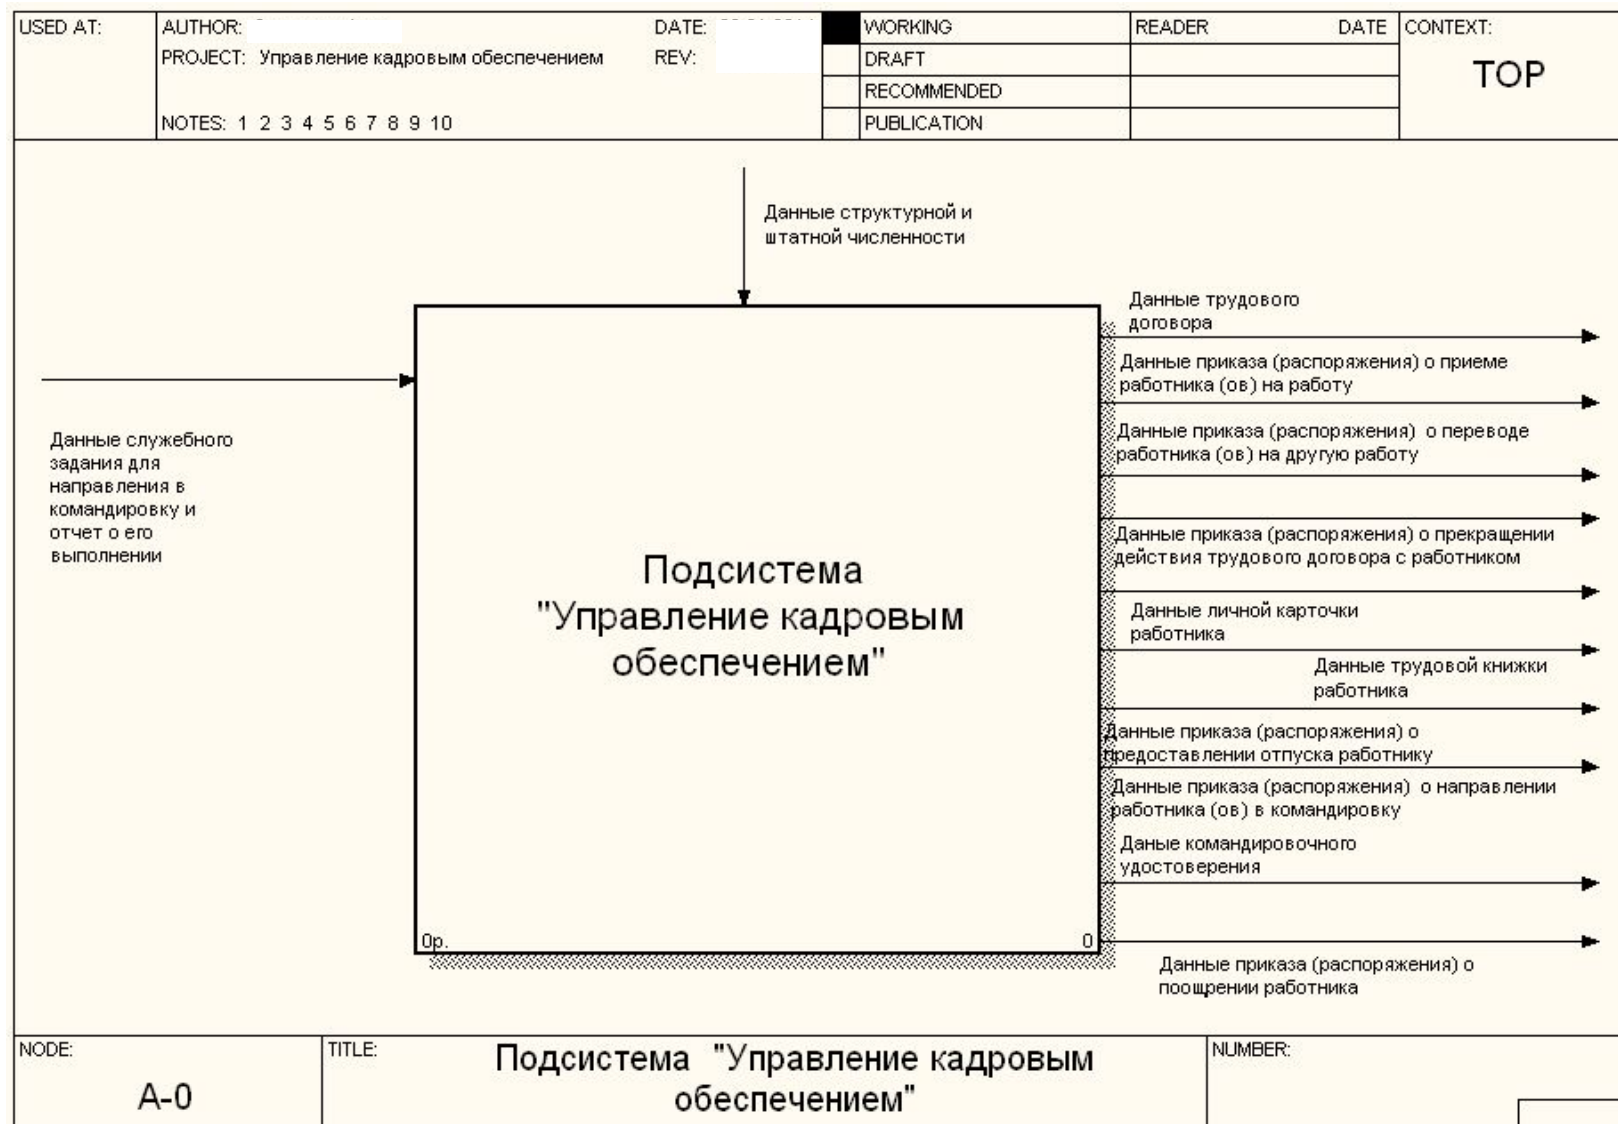 USED AT:
AUTHOR:
DATE:
PROJECT: Управление кадровым обеспечением
REV:
NOTES: 1 2 3 4 5 6 7 8 9 10
WORKING
DRAFT
RECOMMENDED
PUBLICATION
READER DATE
CONTEXT:
TOP
Данные структурной и
штатной численности
Данные служебного
задания для
направления в
командировку и
отчет о его
выполнении
Подсистема
"Управление кадровым
обеспечением"
0р.
0
Данные трудового
договора
Данные приказа (распоряжения) о приеме
работника (ов) на работу
Данные приказа (распоряжения) о переводе
работника (ов) на другую работу
Данные приказа (распоряжения) о прекращении
действия трудового договора с работником
Данные личной карточки
работника
Данные трудовой книжки
работника
Данные приказа (распоряжения) о
предоставлении отпуска работнику
Данные приказа (распоряжения) о направлении
работника (ов) в командировку
Даные командировочного
удостоверения
Данные приказа (распоряжения) о
поощрении работника
NODE:
A-0
TITLE:
Подсистема "Управление кадровым
обеспечением"
NUMBER: